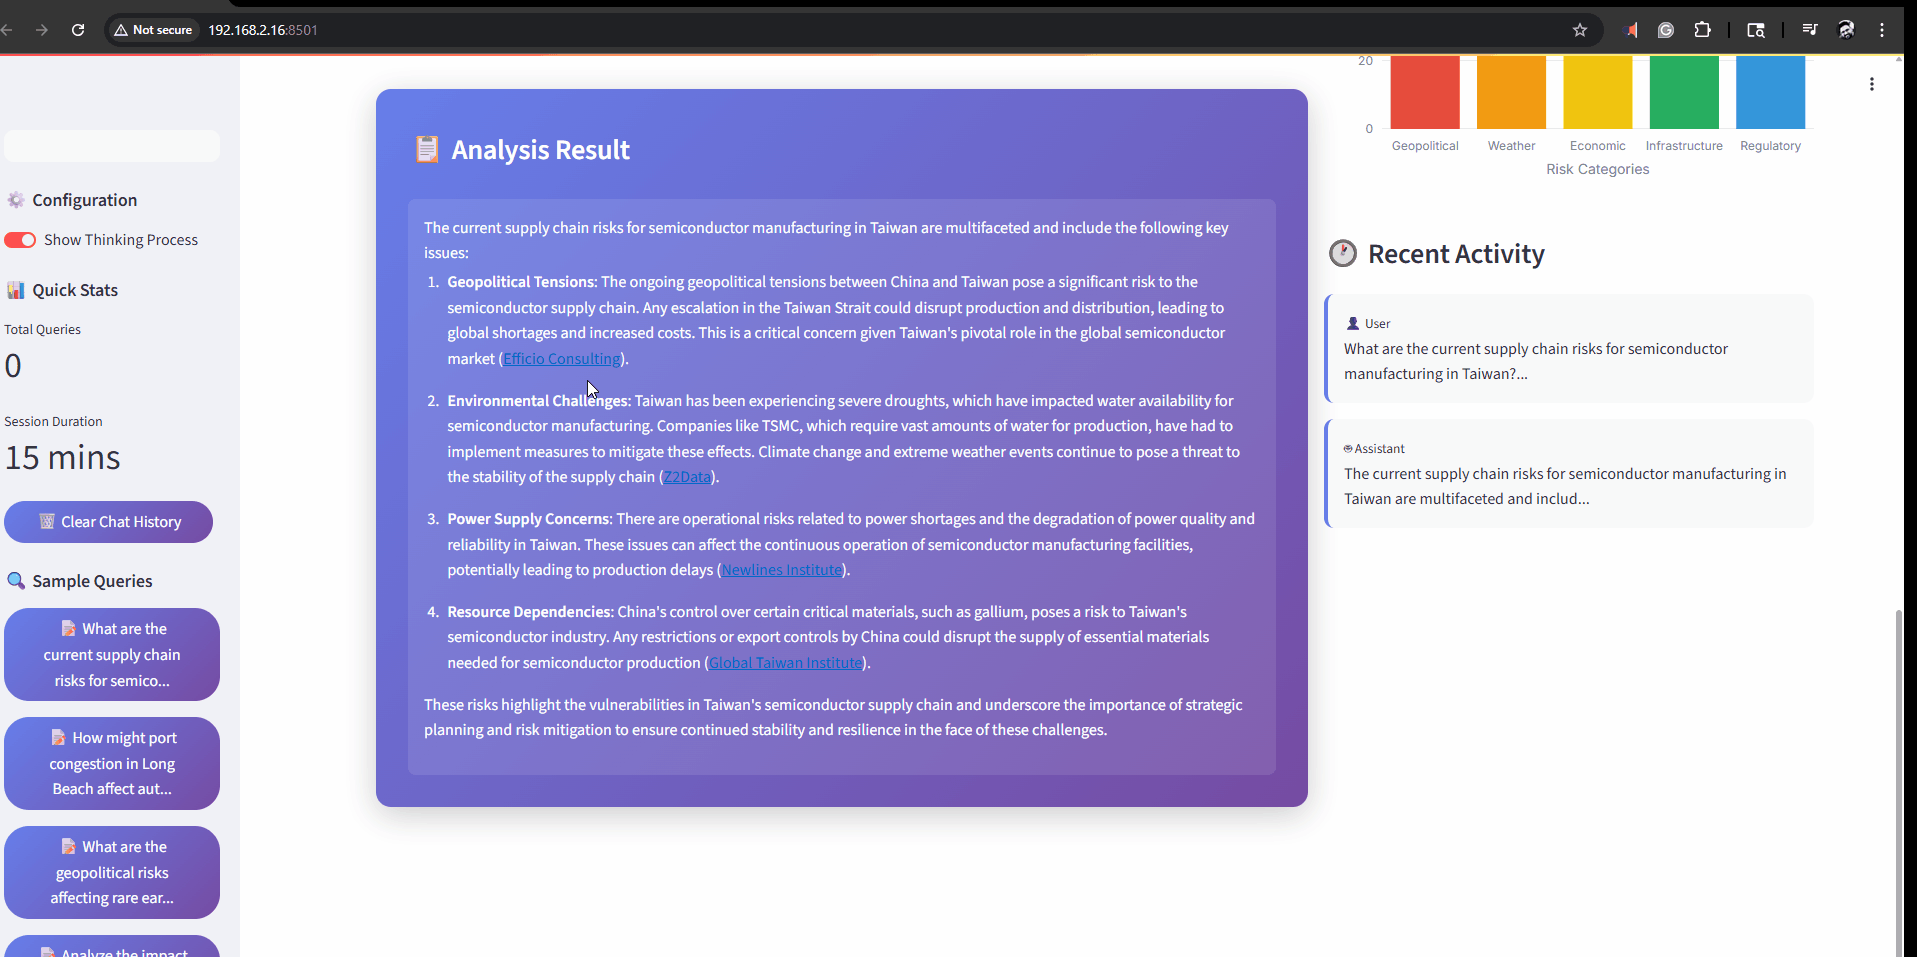 Not secure 192.168.2.16:8501
Configuration
Show Thinking Process
Quick Stats
Total Queries
0
Session Duration
15 mins
Clear Chat History
Sample Queries
What are the
current supply chain
risks for semico...
How might port
congestion in Long
Beach affect aut...
What are the
geopolitical risks
affecting rare ear...
Analyze the impact
Analysis Result
The current supply chain risks for semiconductor manufacturing in Taiwan are multifaceted and include the following key
issues:
1. Geopolitical Tensions: The ongoing geopolitical tensions between China and Taiwan pose a significant risk to the
semiconductor supply chain. Any escalation in the Taiwan Strait could disrupt production and distribution, leading to
global shortages and increased costs. This is a critical concern given Taiwan's pivotal role in the global semiconductor
market (Efficio Consulting).
2. Environmental Challenges: Taiwan has been experiencing severe droughts, which have impacted water availability for
semiconductor manufacturing. Companies like TSMC, which require vast amounts of water for production, have had to
implement measures to mitigate these effects. Climate change and extreme weather events continue to pose a threat to
the stability of the supply chain (Z2Data).
3. Power Supply Concerns: There are operational risks related to power shortages and the degradation of power quality and
reliability in Taiwan. These issues can affect the continuous operation of semiconductor manufacturing facilities,
potentially leading to production delays (Newlines Institute).
4. Resource Dependencies: China's control over certain critical materials, such as gallium, poses a risk to Taiwan's
semiconductor industry. Any restrictions or export controls by China could disrupt the supply of essential materials
needed for semiconductor production (Global Taiwan Institute).
These risks highlight the vulnerabilities in Taiwan's semiconductor supply chain and underscore the importance of strategic
planning and risk mitigation to ensure continued stability and resilience in the face of these challenges.
20
0
Geopolitical Weather Economic Infrastructure Regulatory
Risk Categories
Recent Activity
User
What are the current supply chain risks for semiconductor
manufacturing in Taiwan?...
Assistant
The current supply chain risks for semiconductor manufacturing in
Taiwan are multifaceted and includ...